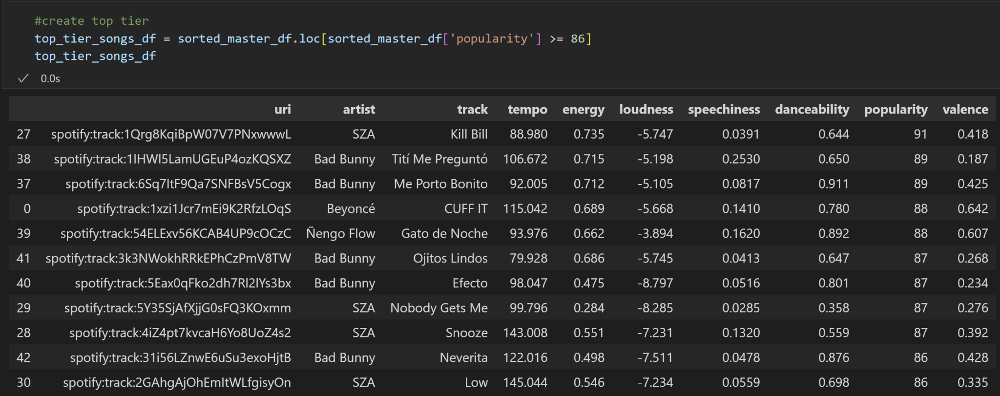 #create top tier
top_tier_songs_df = sorted_master_df.loc[sorted_master_df['popularity'] >= 86]
top_tier_songs_df
0.0s
uri artist track tempo energy loudness speechiness danceability popularity valence
27 spotify:track:1Qrg8KqiBpW07V7PNxwwwL SZA Kill Bill 88.980 0.735 -5.747 0.0391 0.644 91 0.418
38 spotify:track:1IHWl5LamUGEuP4ozKQSXZ Bad Bunny Tití Me Preguntó 106.672 0.715 -5.198 0.2530 0.650 89 0.187
37 spotify:track:6Sq7ltF9Qa7SNFBsV5Cogx Bad Bunny Me Porto Bonito 92.005 0.712 -5.105 0.0817 0.911 89 0.425
0 spotify:track:1xzi1Jcr7mEi9K2RfzLOqS Beyoncé CUFF IT 115.042 0.689 -5.668 0.1410 0.780 88 0.642
39 spotify:track:54ELExv56KCAB4UP9cOCzC Ñengo Flow Gato de Noche 93.976 0.662 -3.894 0.1620 0.892 88 0.607
41 spotify:track:3k3NWokhRRkEPhCzPmV8TW Bad Bunny Ojitos Lindos 79.928 0.686 -5.745 0.0413 0.647 87 0.268
40 spotify:track:5Eax0qFko2dh7Rl2lYs3bx Bad Bunny Efecto 98.047 0.475 -8.797 0.0516 0.801 87 0.234
29 spotify:track:5Y35SjAfXjjG0sFQ3KOxmm SZA Nobody Gets Me 99.796 0.284 -8.285 0.0285 0.358 87 0.276
28 spotify:track:4iZ4pt7kvcaH6Yo8UoZ4s2 SZA Snooze 143.008 0.551 -7.231 0.1320 0.559 87 0.392
42 spotify:track:31i56LZnwE6uSu3exoHjtB Bad Bunny Neverita 122.016 0.498 -7.511 0.0478 0.876 86 0.428
30 spotify:track:2GAhgAjOhEmItWLfgisyOn SZA Low 145.044 0.546 -7.234 0.0559 0.698 86 0.335